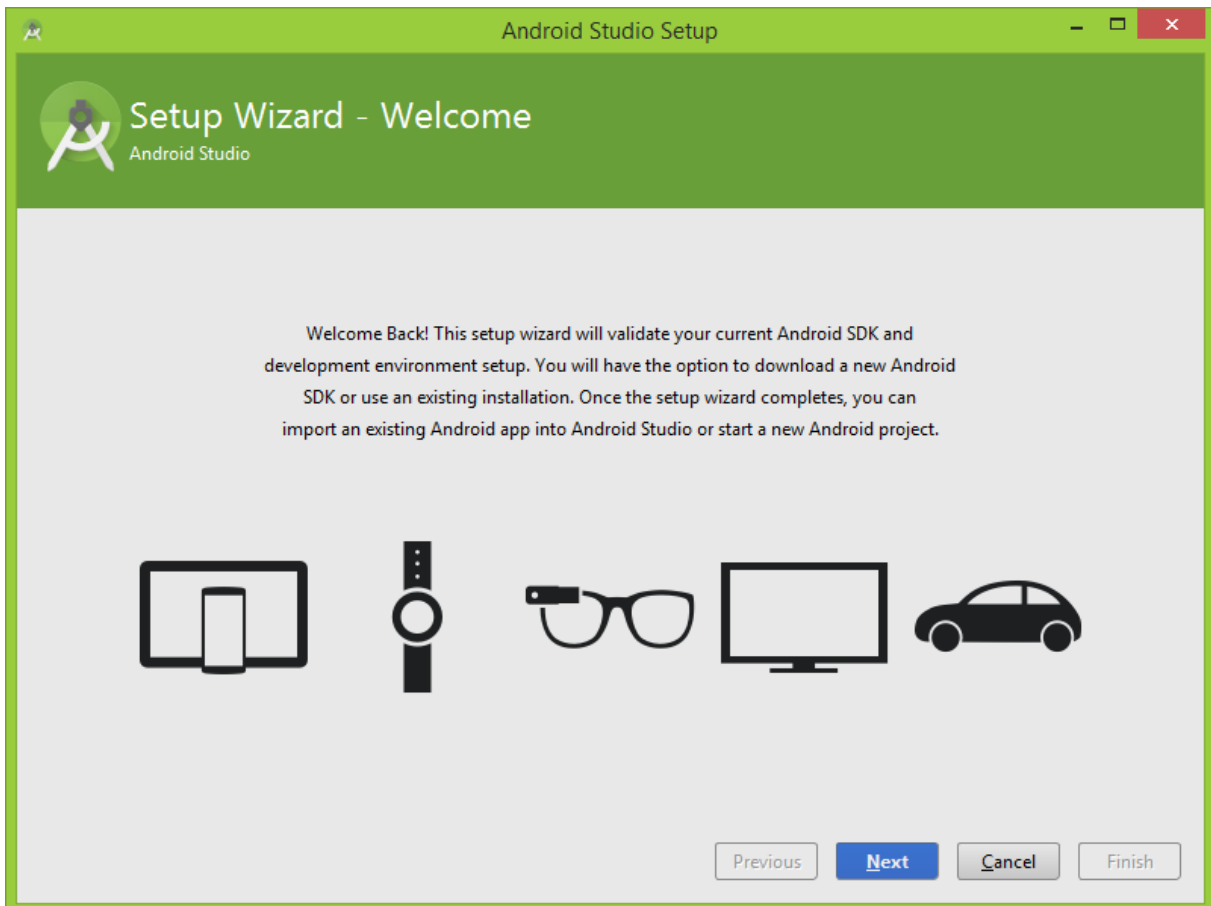 Android Studio Setup
Setup Wizard - Welcome
Android Studio
Welcome Back! This setup wizard will validate your current Android SDK and
development environment setup. You will have the option to download a new Android
SDK or use an existing installation. Once the setup wizard completes, you can
import an existing Android app into Android Studio or start a new Android project.
Previous Next Cancel Finish